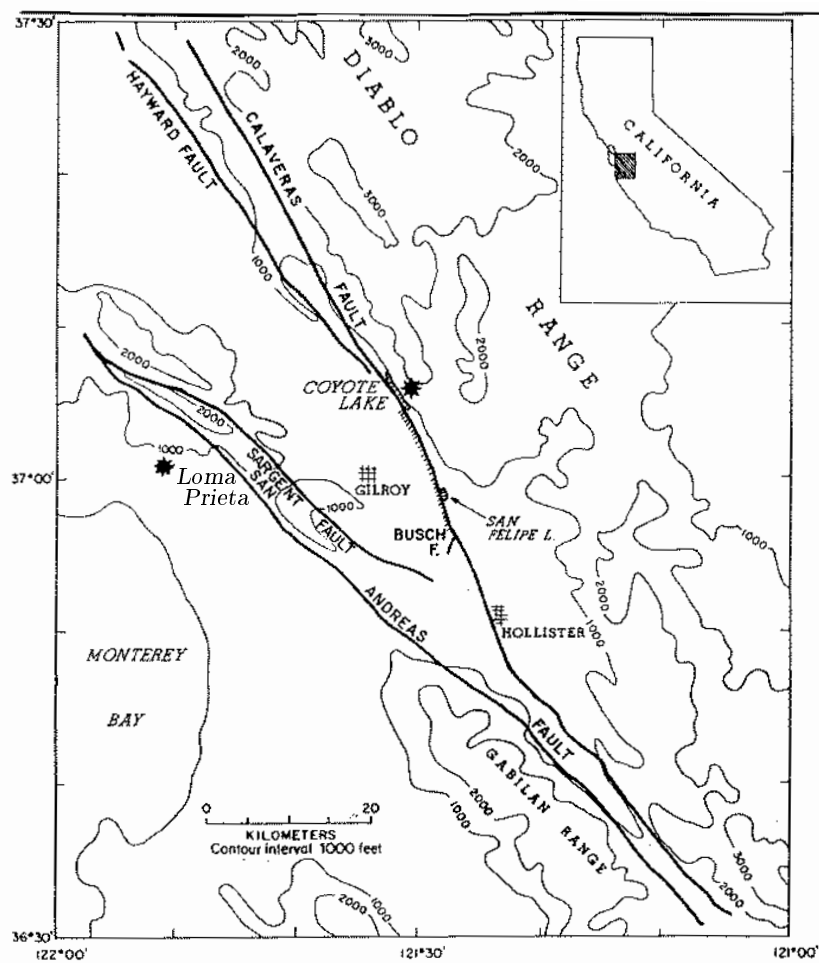 37°30'
2000
3000
DIABLO
RANGE
CALIFORNIA
HAYWARD FAULT
CALAVERAS
FAULT
2000
3000
1000
2000
2000
COYOTE
LAKE
2000
1000
Loma
Prieta
37°00'
SARGENT
FAULT
SAN
ANDREAS
FAULT
1000
GILROY
SAN
FELIPE L.
BUSCH
F.
1000
2000
1000
HOLLISTER
MONTEREY
BAY
GABILAN RANGE
2000
1000
0 20
KILOMETERS
Contour interval 1000 feet
3000
2000
1000
2000
36°30'
122°00'
121°30'
121°00'